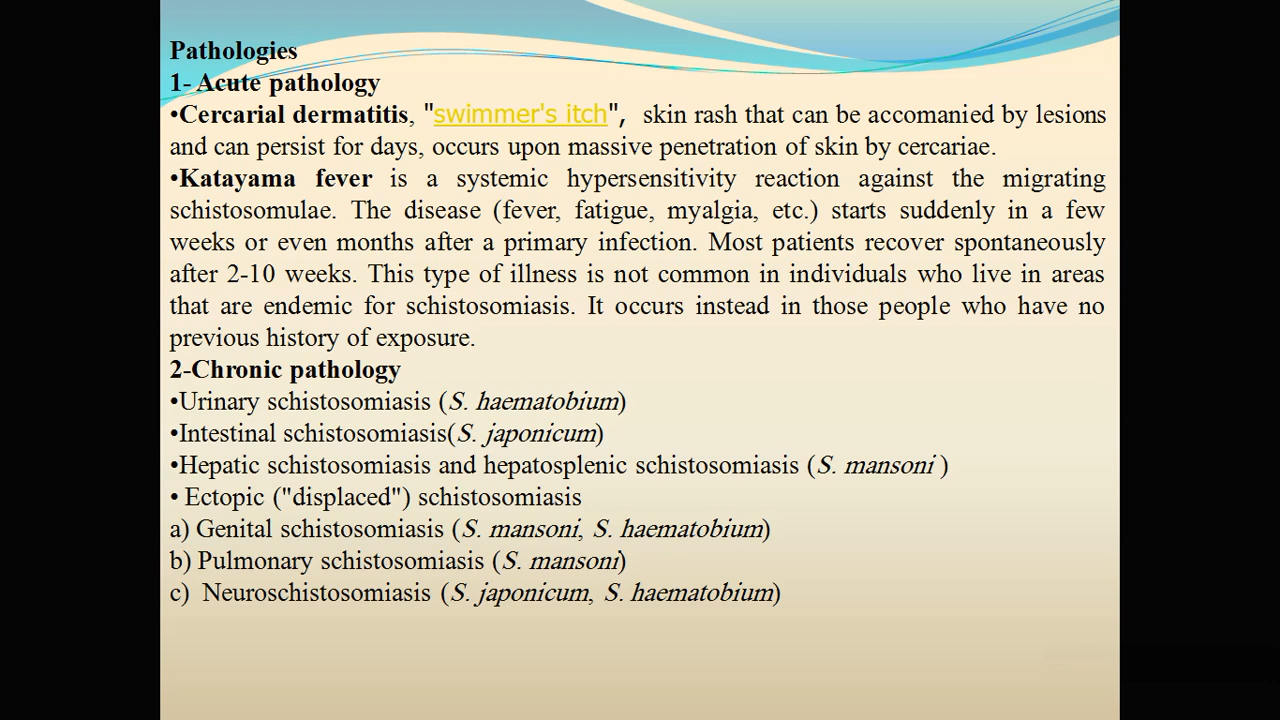 Pathologies
1- Acute pathology
•Cercarial dermatitis, "swimmer's itch", skin rash that can be accomanied by lesions
and can persist for days, occurs upon massive penetration of skin by cercariae.
•Katayama fever is a systemic hypersensitivity reaction against the migrating
schistosomulae. The disease (fever, fatigue, myalgia, etc.) starts suddenly in a few
weeks or even months after a primary infection. Most patients recover spontaneously
after 2-10 weeks. This type of illness is not common in individuals who live in areas
that are endemic for schistosomiasis. It occurs instead in those people who have no
previous history of exposure.
2-Chronic pathology
•Urinary schistosomiasis (S. haematobium)
•Intestinal schistosomiasis(S. japonicum)
•Hepatic schistosomiasis and hepatosplenic schistosomiasis (S. mansoni )
• Ectopic ("displaced") schistosomiasis
a) Genital schistosomiasis (S. mansoni, S. haematobium)
b) Pulmonary schistosomiasis (S. mansoni)
c) Neuroschistosomiasis (S. japonicum, S. haematobium)